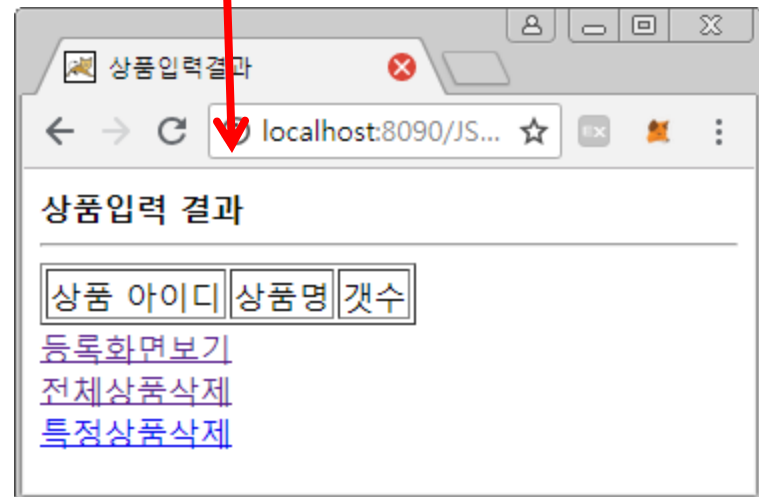 상품입력결과
localhost:8090/JS...
상품입력 결과
상품 아이디 상품명 갯수
등록화면보기
전체상품삭제
특정상품삭제